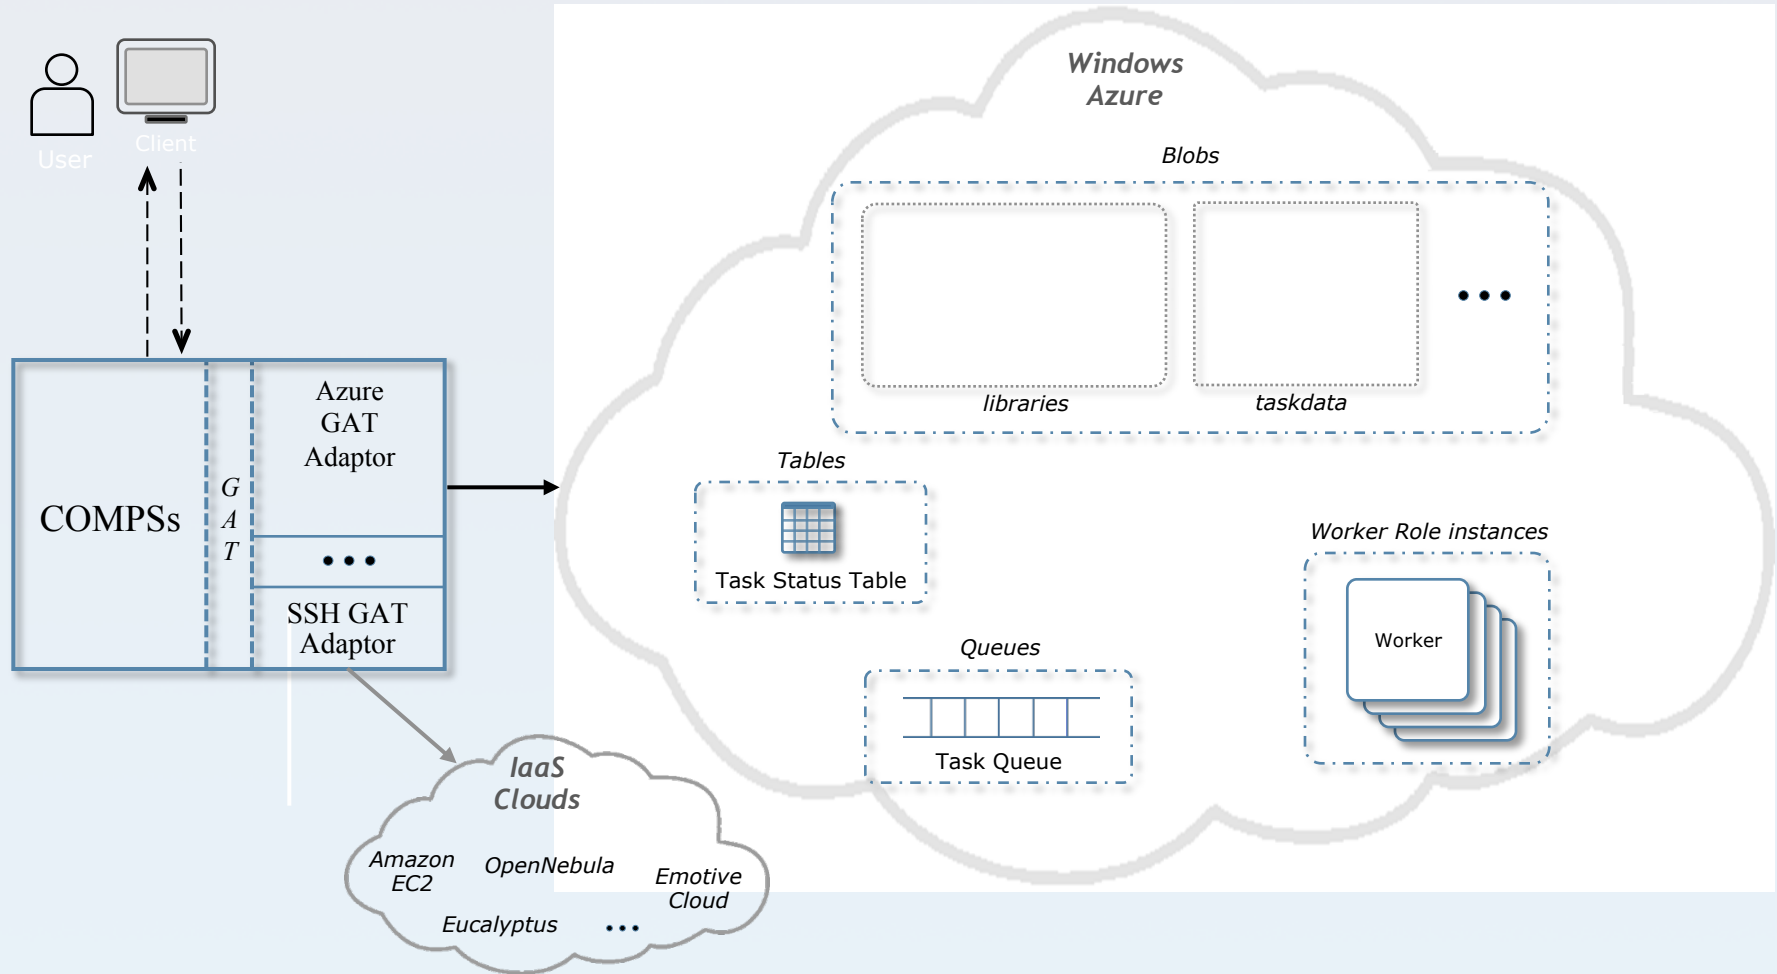 User
Client
Windows
Azure
Blobs
libraries
taskdata
Tables
Task Status Table
Worker Role instances
Worker
Queues
Task Queue
COMPSs
G
A
T
Azure
GAT
Adaptor
SSH GAT
Adaptor
IaaS
Clouds
Amazon
EC2
OpenNebula
Emotive
Cloud
Eucalyptus